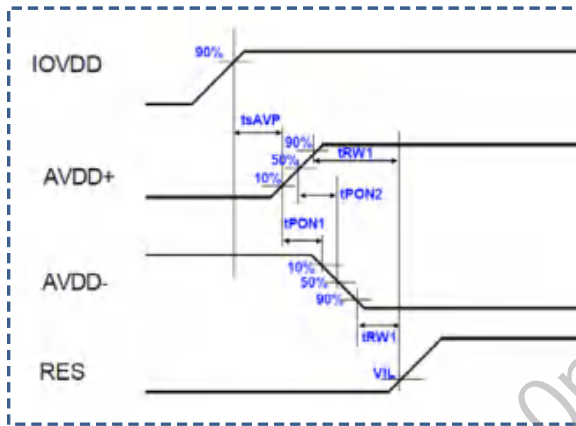 IOVDD
90%
tsAVP
AVDD+
90%
50%
10%
tRW1
tPON2
tPON1
AVDD-
10%
50%
90%
tRW1
RES
VIL